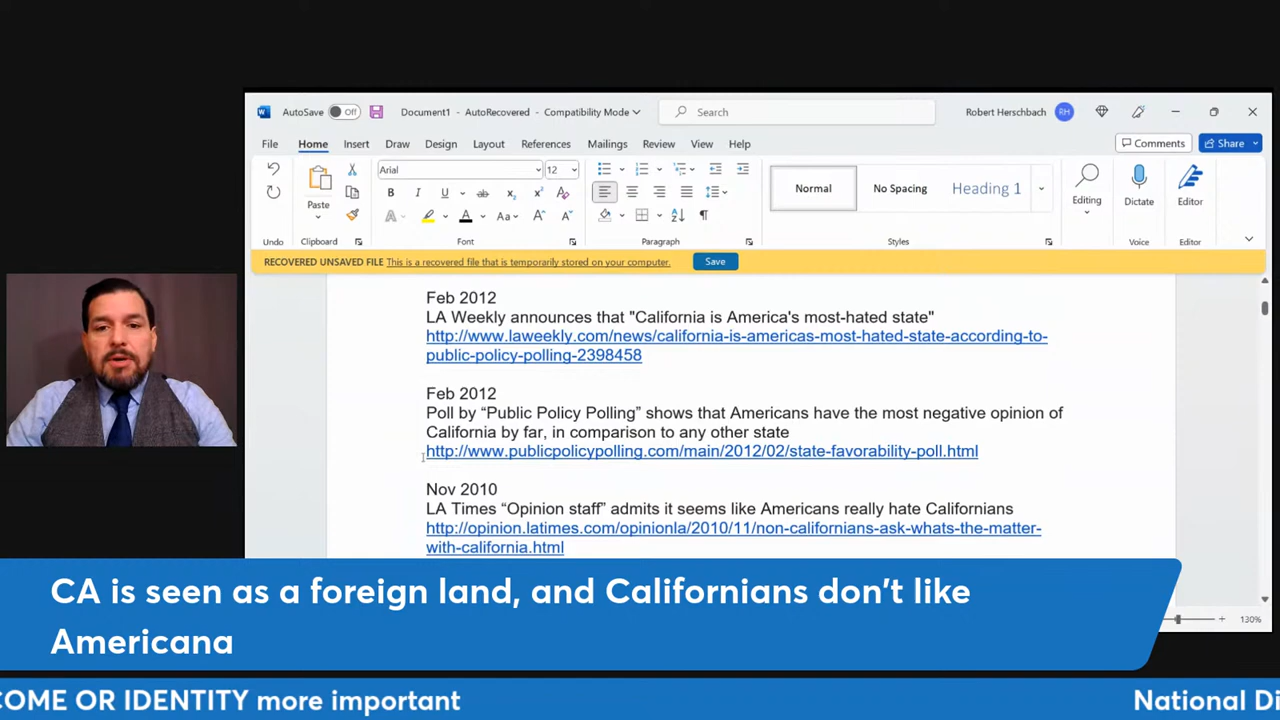 AutoSave Off Document1 - AutoRecovered - Compatibility Mode Search Robert Herschbach RH
File Home Insert Draw Design Layout References Mailings Review View Help Comments Share
Arial 12
Paste
B I U ab x₂ x² A
A A Aa A A
Normal No Spacing Heading 1
Editing Dictate Editor
Undo Clipboard Font Paragraph Styles Voice Editor
RECOVERED UNSAVED FILE This is a recovered file that is temporarily stored on your computer. Save
Feb 2012
LA Weekly announces that "California is America's most-hated state"
http://www.laweekly.com/news/california-is-americas-most-hated-state-according-to-
public-policy-polling-2398458
Feb 2012
Poll by “Public Policy Polling” shows that Americans have the most negative opinion of
California by far, in comparison to any other state
http://www.publicpolicypolling.com/main/2012/02/state-favorability-poll.html
Nov 2010
LA Times “Opinion staff” admits it seems like Americans really hate Californians
http://opinion.latimes.com/opinionla/2010/11/non-californians-ask-whats-the-matter-
with-california.html
130%
CA is seen as a foreign land, and Californians don't like
Americana
COME OR IDENTITY more important National Di